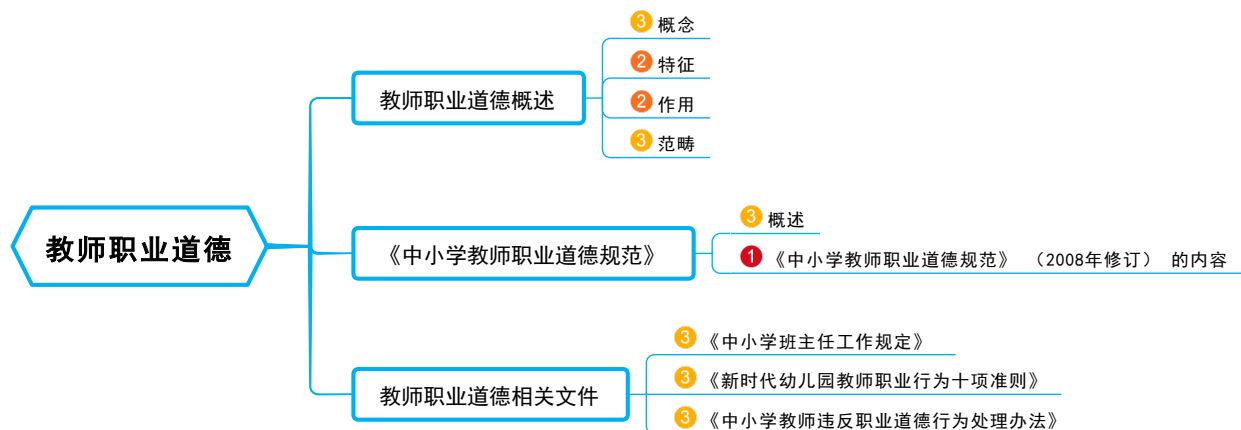 教师职业道德
教师职业道德概述
3 概念
2 特征
2 作用
3 范畴
《中小学教师职业道德规范》
3 概述
1 《中小学教师职业道德规范》 （2008年修订） 的内容
教师职业道德相关文件
3 《中小学班主任工作规定》
3 《新时代幼儿园教师职业行为十项准则》
3 《中小学教师违反职业道德行为处理办法》